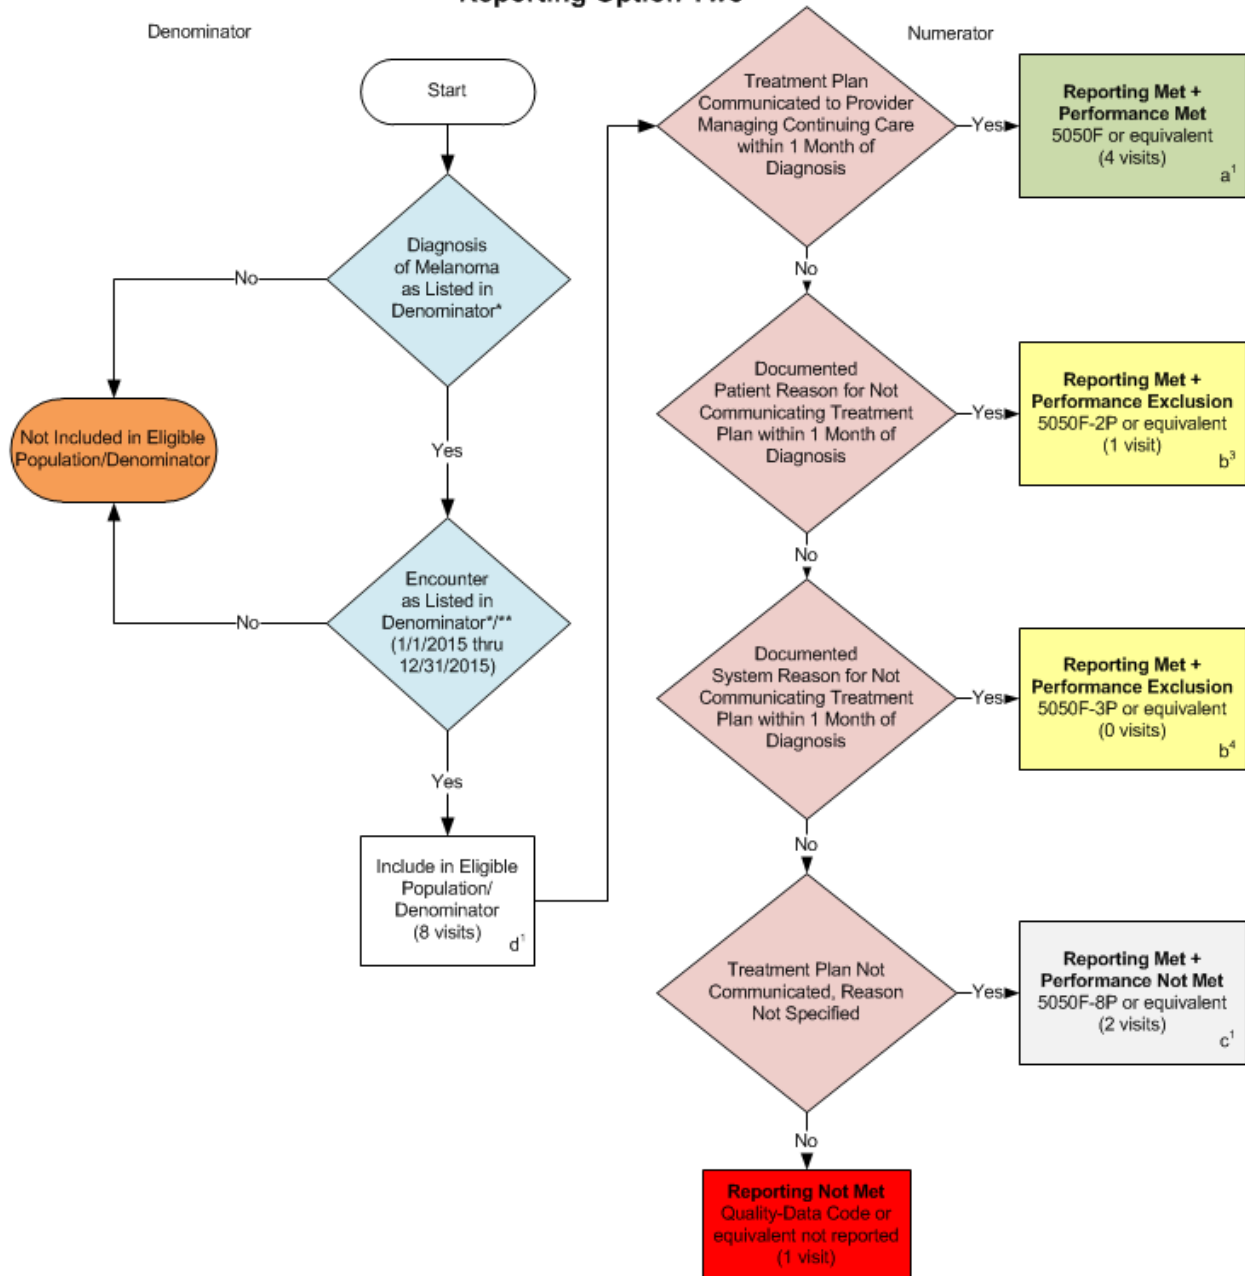 Denominator
Numerator
Start
Diagnosis
of Melanoma
as Listed in
Denominator*
No
Yes
Not Included in Eligible
Population/Denominator
Encounter
as Listed in
Denominator*/**
(1/1/2015 thru
12/31/2015)
No
Yes
Include in Eligible
Population/
Denominator
(8 visits)
d¹
Treatment Plan
Communicated to Provider
Managing Continuing Care
within 1 Month of
Diagnosis
Yes
Reporting Met +
Performance Met
5050F or equivalent
(4 visits)
a¹
No
Documented
Patient Reason for Not
Communicating Treatment
Plan within 1 Month of
Diagnosis
Yes
Reporting Met +
Performance Exclusion
5050F-2P or equivalent
(1 visit)
b³
No
Documented
System Reason for Not
Communicating Treatment
Plan within 1 Month of
Diagnosis
Yes
Reporting Met +
Performance Exclusion
5050F-3P or equivalent
(0 visits)
b⁴
No
Treatment Plan Not
Communicated, Reason
Not Specified
Yes
Reporting Met +
Performance Not Met
5050F-8P or equivalent
(2 visits)
c¹
No
Reporting Not Met
Quality-Data Code or
equivalent not reported
(1 visit)